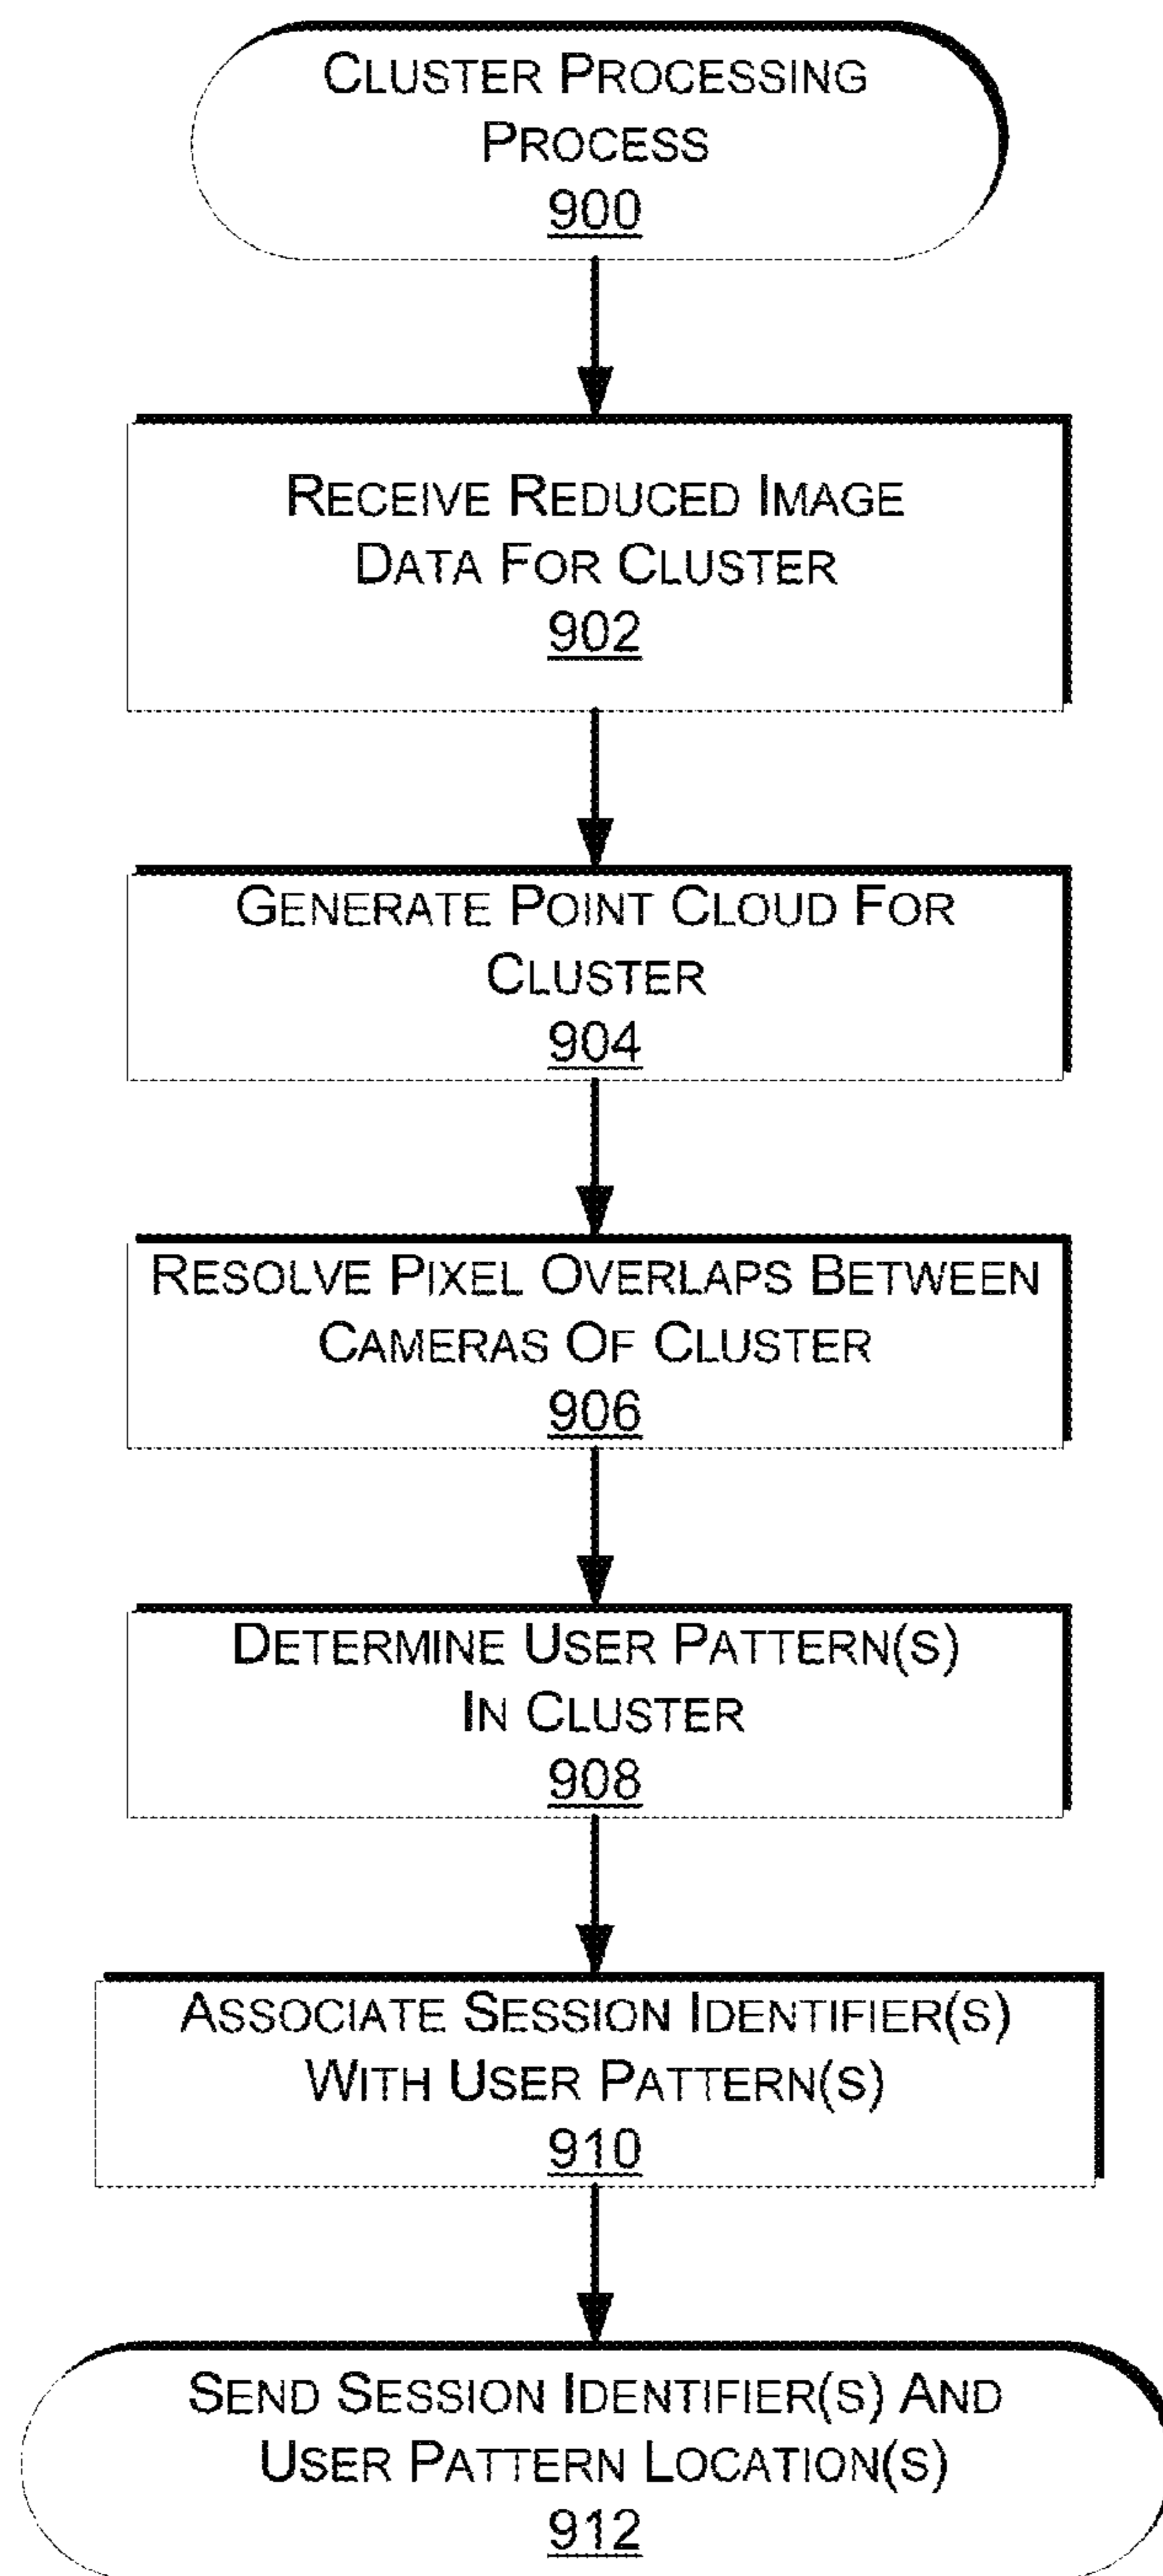 CLUSTER PROCESSING
PROCESS
900
RECEIVE REDUCED IMAGE
DATA FOR CLUSTER
902
GENERATE POINT CLOUD FOR
CLUSTER
904
RESOLVE PIXEL OVERLAPS BETWEEN
CAMERAS OF CLUSTER
906
DETERMINE USER PATTERN(S)
IN CLUSTER
908
ASSOCIATE SESSION IDENTIFIER(S)
WITH USER PATTERN(S)
910
SEND SESSION IDENTIFIER(S) AND
USER PATTERN LOCATION(S)
912